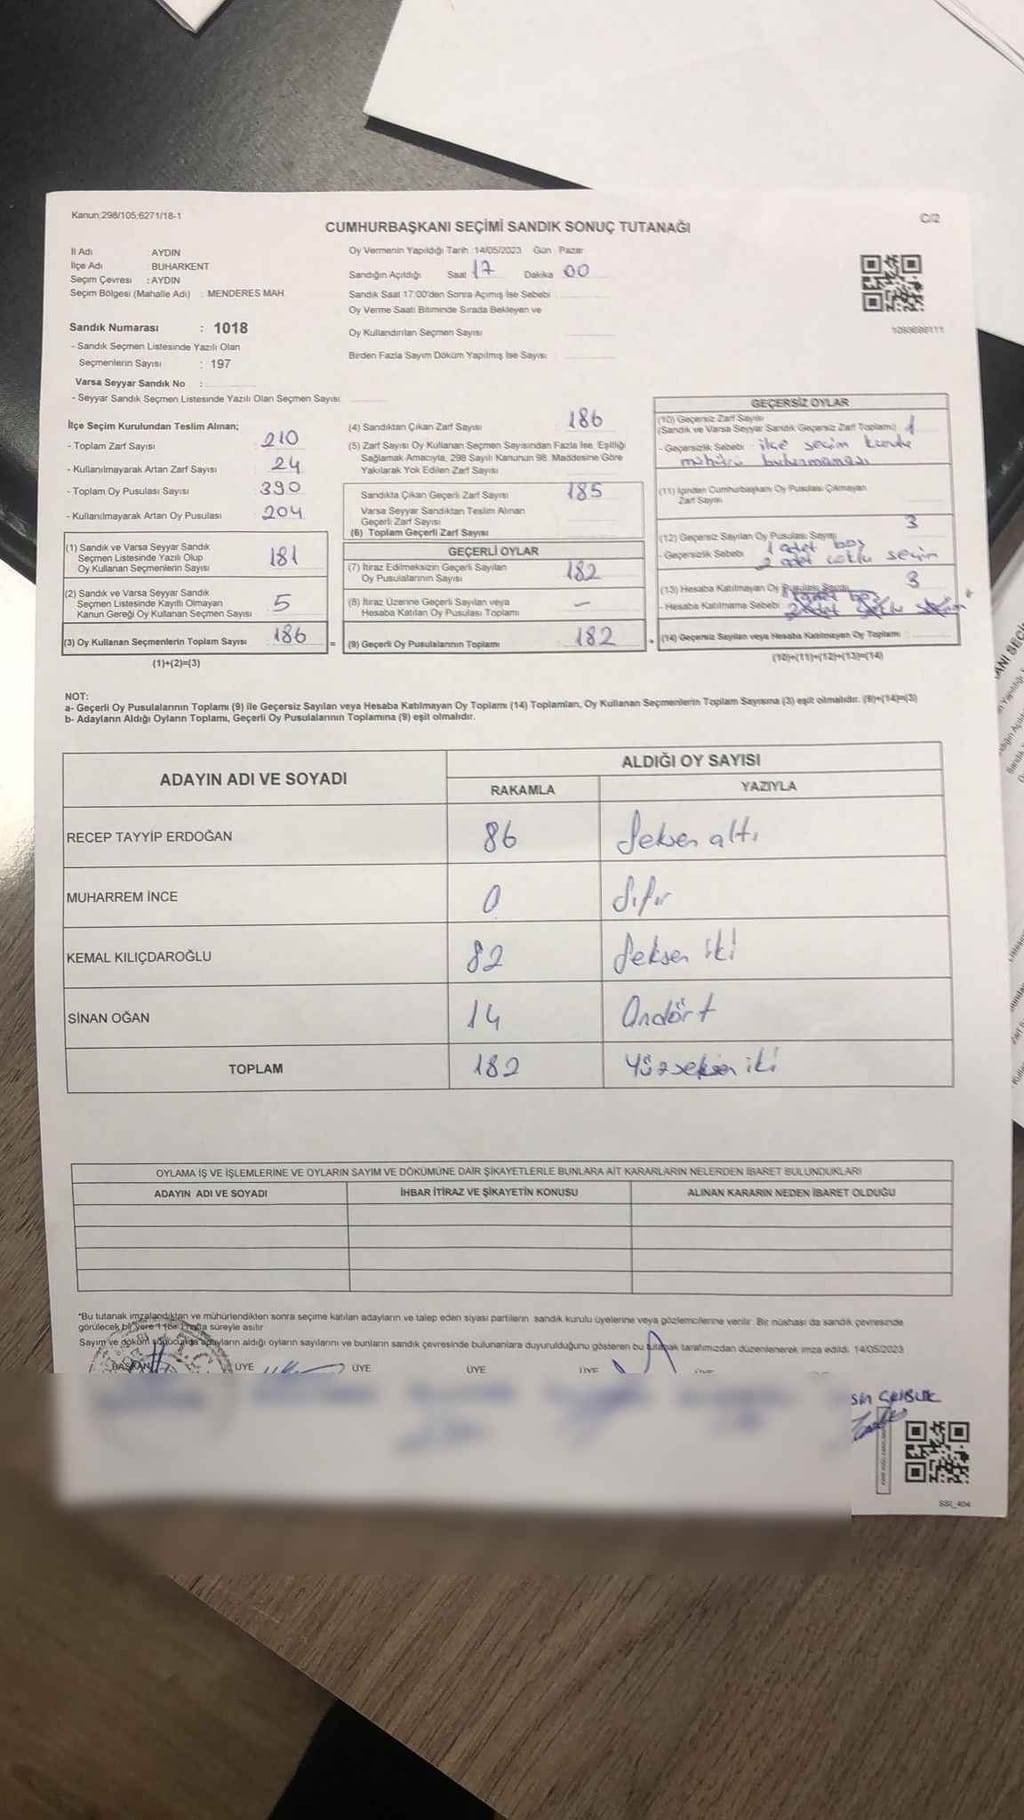 Kanun:298/105;6271/18-1
C/2
CUMHURBAŞKANI SEÇİMİ SANDIK SONUÇ TUTANAĞI
İl Adı AYDIN
İlçe Adı : BUHARKENT
Seçim Çevresi : AYDIN
Seçim Bölgesi (Mahalle Adı) : MENDERES MAH
Oy Vermenin Yapıldığı Tarih :14/05/2023 Gün : Pazar
Sandığın Açıldığı Saat 17 Dakika 00
Sandık Saat 17:00'den Sonra Açımış İse Sebebi
Oy Verme Saati Bitiminde Sırada Bekleyen ve
Oy Kullandırılan Seçmen Sayısı
Birden Fazla Sayım Döküm Yapılmış İse Sayısı
Sandık Numarası : 1018
- Sandık Seçmen Listesinde Yazılı Olan
Seçmenlerin Sayısı : 197
Varsa Seyyar Sandık No :
- Seyyar Sandık Seçmen Listesinde Yazılı Olan Seçmen Sayısı:
İlçe Seçim Kurulundan Teslim Alınan;
- Toplam Zarf Sayısı 210
- Kullanılmayarak Artan Zarf Sayısı 24
- Toplam Oy Pusulası Sayısı 390
- Kullanılmayarak Artan Oy Pusulası 204
(1) Sandık ve Varsa Seyyar Sandık
Seçmen Listesinde Yazılı Olup
Oy Kullanan Seçmenlerin Sayısı 181
(2) Sandık ve Varsa Seyyar Sandık
Seçmen Listesinde Kayıtlı Olmayan
Kanun Gereği Oy Kullanan Seçmen Sayısı 5
(3) Oy Kullanan Seçmenlerin Toplam Sayısı 186 =
(1)+(2)=(3)
(4) Sandıktan Çıkan Zarf Sayısı 186
(5) Zarf Sayısı Oy Kullanan Seçmen Sayısından Fazla İse, Eşitliği
Sağlamak Amacıyla, 298 Sayılı Kanunun 98. Maddesine Göre
Yakılarak Yok Edilen Zarf Sayısı
Sandıkta Çıkan Geçerli Zarf Sayısı 185
Varsa Seyyar Sandıktan Teslim Alınan
Geçerli Zarf Sayısı
(6) Toplam Geçerli Zarf Sayısı
GEÇERLİ OYLAR
(7) İtiraz Edilmeksizin Geçerli Sayılan
Oy Pusulalarının Sayısı 182
(8) İtiraz Üzerine Geçerli Sayılan veya
Hesaba Katılan Oy Pusulası Toplamı –
(9) Geçerli Oy Pusulalarının Toplamı 182 +
GEÇERSİZ OYLAR
(10) Geçersiz Zarf Sayısı
(Sandık ve Varsa Seyyar Sandık Geçersiz Zarf Toplamı) 1
- Geçersizlik Sebebi ilçe seçim kurulu
mühürü bulunmaması
(11) İçinden Cumhurbaşkanı Oy Pusulası Çıkmayan
Zarf Sayısı
(12) Geçersiz Sayılan Oy Pusulası Sayısı 3
- Geçersizlik Sebebi 1 adet boş
2 adet çoklu seçim
(13) Hesaba Katılmayan Oy Pusulası Sayısı 3
- Hesaba Katılmama Sebebi
(14) Geçersiz Sayılan veya Hesaba Katılmayan Oy Toplamı
(10)+(11)+(12)+(13)=(14)
NOT:
a- Geçerli Oy Pusulalarının Toplamı (9) ile Geçersiz Sayılan veya Hesaba Katılmayan Oy Toplamı (14) Toplamları, Oy Kullanan Seçmenlerin Toplam Sayısına (3) eşit olmalıdır. (9)+(14)=(3)
b- Adayların Aldığı Oyların Toplamı, Geçerli Oy Pusulalarının Toplamına (9) eşit olmalıdır.
ADAYIN ADI VE SOYADI
ALDIĞI OY SAYISI
RAKAMLA YAZIYLA
RECEP TAYYİP ERDOĞAN 86 Seksen altı
MUHARREM İNCE 0 Sıfır
KEMAL KILIÇDAROĞLU 82 Seksen iki
SİNAN OĞAN 14 Ondört
TOPLAM 182 Yüzseksen iki
OYLAMA İŞ VE İŞLEMLERİNE VE OYLARIN SAYIM VE DÖKÜMÜNE DAİR ŞİKAYETLERLE BUNLARA AİT KARARLARIN NELERDEN İBARET BULUNDUKLARI
ADAYIN ADI VE SOYADI İHBAR İTİRAZ VE ŞİKAYETİN KONUSU ALINAN KARARIN NEDEN İBARET OLDUĞU
*Bu tutanak imzalandıktan ve mühürlendikten sonra seçime katılan adayların ve talep eden siyasi partilerin sandık kurulu üyelerine veya gözlemcilerine verilir. Bir nüshası da sandık çevresinde
görülecek bir yere 1 hafta süreyle asılır
Sayım ve döküm sonucunda adayların aldığı oyların sayılarını ve bunların sandık çevresinde bulunanlara duyurulduğunu gösteren bu tutanak tarafımızdan düzenlenerek imza edildi. 14/05/2023
BAŞKAN ÜYE ÜYE ÜYE ÜYE
SSI_404